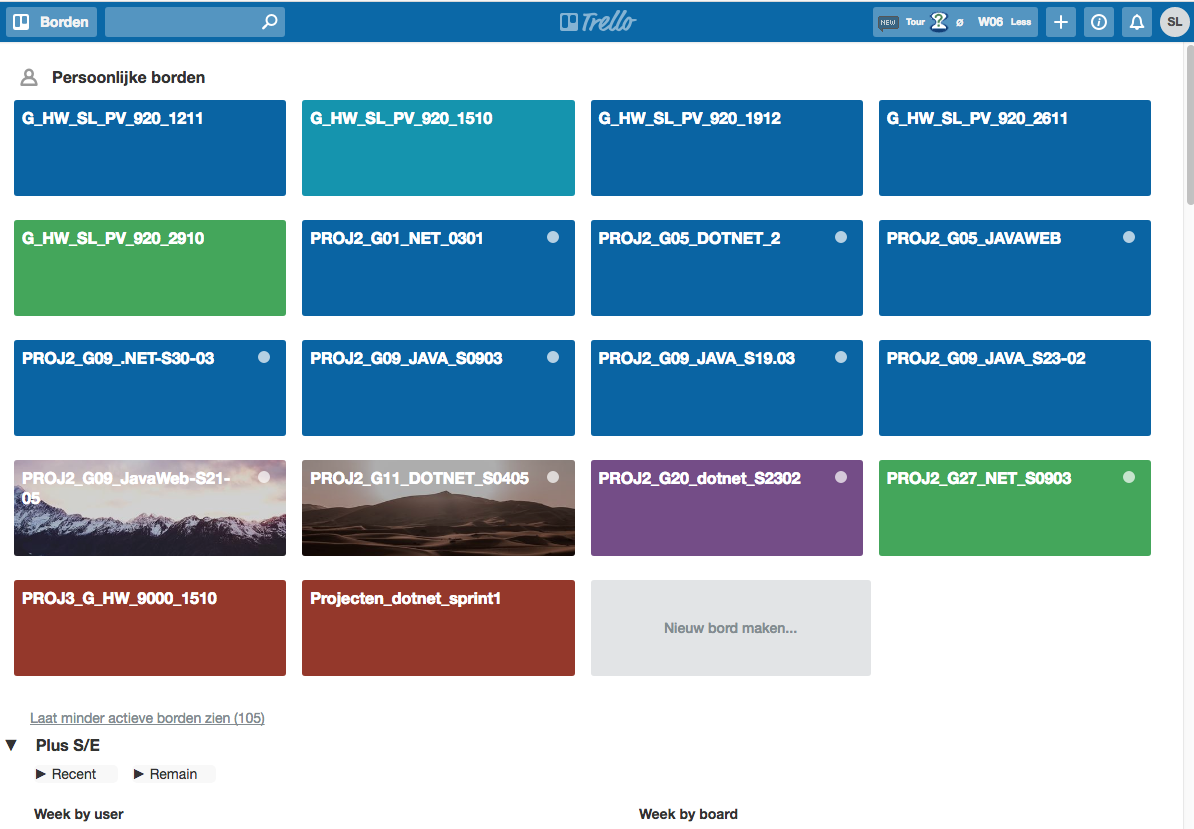 Borden
Trello
NEW Tour ? ø W06 Less
SL
Persoonlijke borden
G_HW_SL_PV_920_1211
G_HW_SL_PV_920_1510
G_HW_SL_PV_920_1912
G_HW_SL_PV_920_2611
G_HW_SL_PV_920_2910
PROJ2_G01_NET_0301
PROJ2_G05_DOTNET_2
PROJ2_G05_JAVAWEB
PROJ2_G09_.NET-S30-03
PROJ2_G09_JAVA_S0903
PROJ2_G09_JAVA_S19.03
PROJ2_G09_JAVA_S23-02
PROJ2_G09_JavaWeb-S21-
05
PROJ2_G11_DOTNET_S0405
PROJ2_G20_dotnet_S2302
PROJ2_G27_NET_S0903
PROJ3_G_HW_9000_1510
Projecten_dotnet_sprint1
Nieuw bord maken...
Laat minder actieve borden zien (105)
Plus S/E
Recent
Remain
Week by user
Week by board